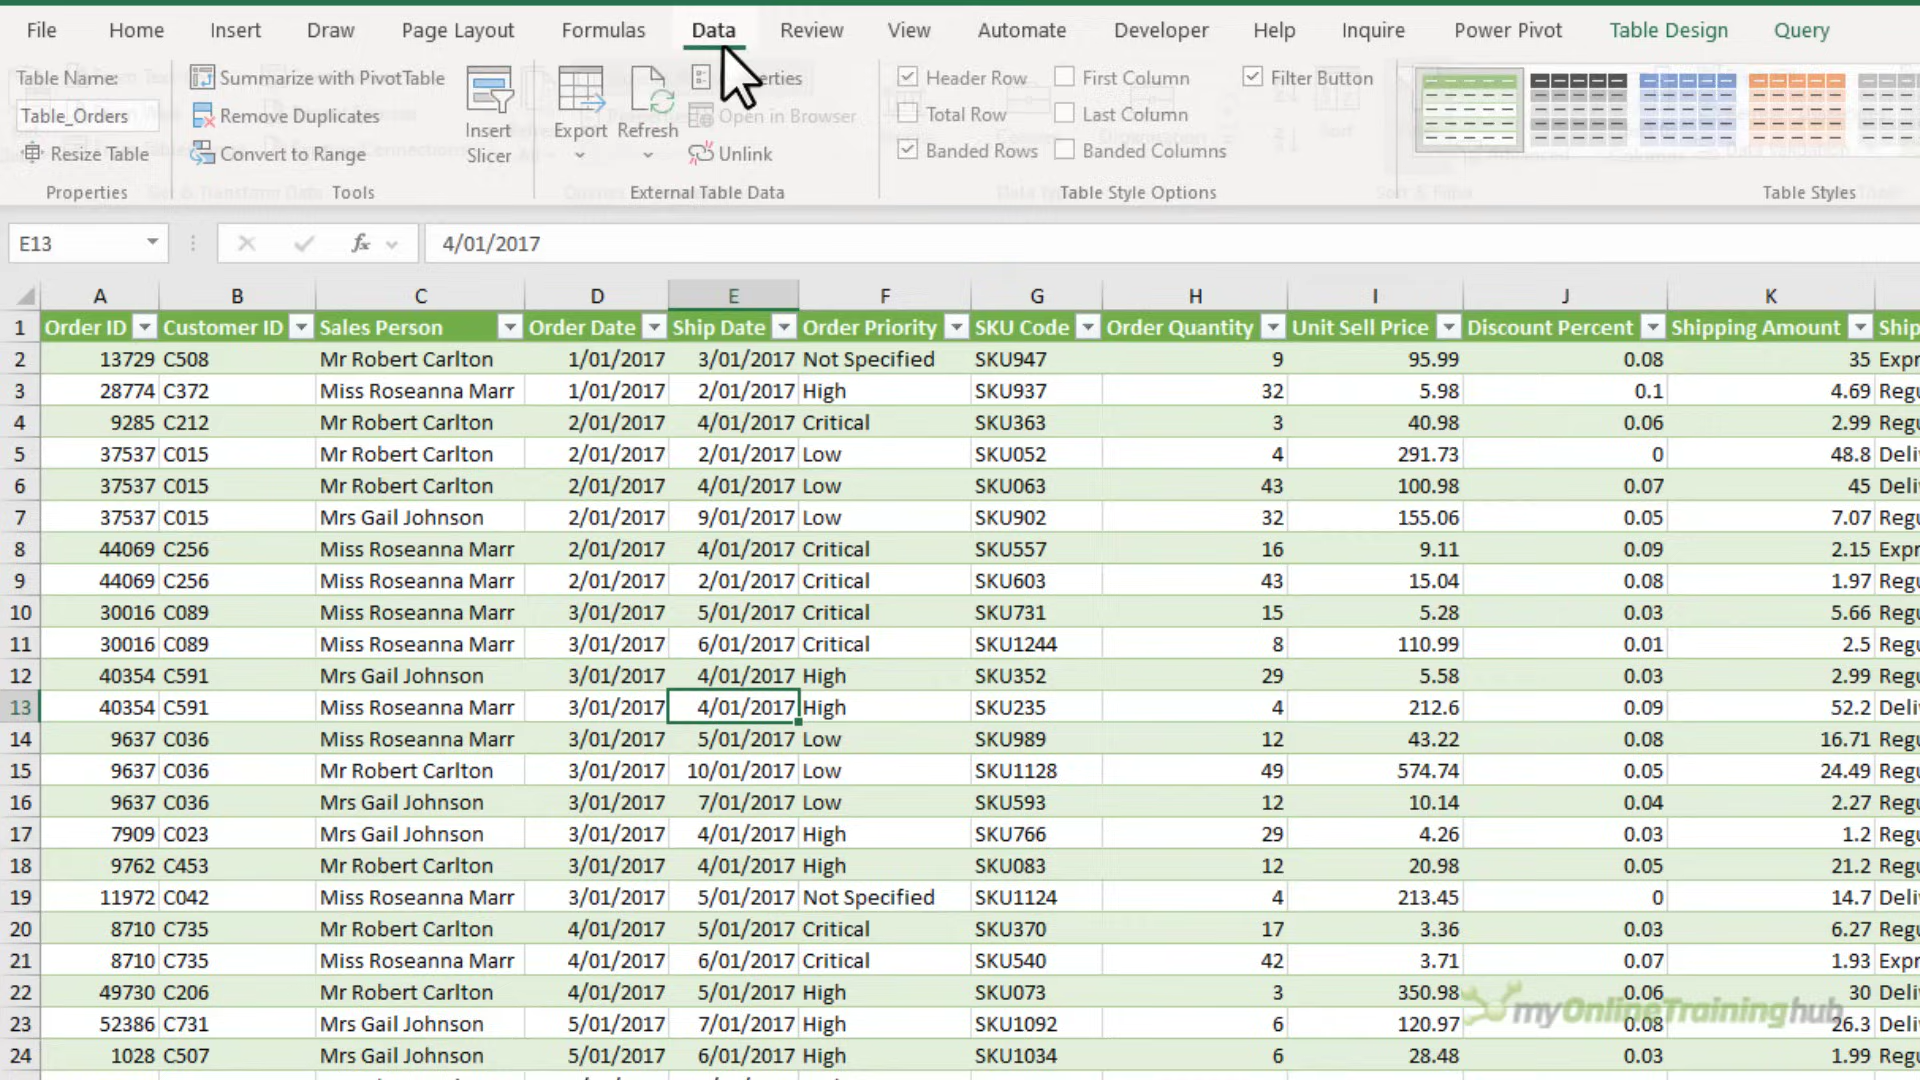 File Home Insert Draw Page Layout Formulas Data Review View Automate Developer Help Inquire Power Pivot Table Design Query
Table Name:
Table_Orders
Resize Table
Properties
Summarize with PivotTable
Remove Duplicates
Convert to Range
Tools
Insert
Slicer
Export
Refresh
Open in Browser
Unlink
External Table Data
Header Row First Column Filter Button
Total Row Last Column
Banded Rows Banded Columns
Table Style Options
Table Styles
E13 fx 4/01/2017
A B C D E F G H I J K
1 Order ID Customer ID Sales Person Order Date Ship Date Order Priority SKU Code Order Quantity Unit Sell Price Discount Percent Shipping Amount Ship
2 13729 C508 Mr Robert Carlton 1/01/2017 3/01/2017 Not Specified SKU947 9 95.99 0.08 35 Expr
3 28774 C372 Miss Roseanna Marr 1/01/2017 2/01/2017 High SKU937 32 5.98 0.1 4.69 Regu
4 9285 C212 Mr Robert Carlton 2/01/2017 4/01/2017 Critical SKU363 3 40.98 0.06 2.99 Regu
5 37537 C015 Mr Robert Carlton 2/01/2017 2/01/2017 Low SKU052 4 291.73 0 48.8 Deli
6 37537 C015 Mr Robert Carlton 2/01/2017 4/01/2017 Low SKU063 43 100.98 0.07 45 Deli
7 37537 C015 Mrs Gail Johnson 2/01/2017 9/01/2017 Low SKU902 32 155.06 0.05 7.07 Regu
8 44069 C256 Miss Roseanna Marr 2/01/2017 4/01/2017 Critical SKU557 16 9.11 0.09 2.15 Expr
9 44069 C256 Miss Roseanna Marr 2/01/2017 2/01/2017 Critical SKU603 43 15.04 0.08 1.97 Regu
10 30016 C089 Miss Roseanna Marr 3/01/2017 5/01/2017 Critical SKU731 15 5.28 0.03 5.66 Regu
11 30016 C089 Miss Roseanna Marr 3/01/2017 6/01/2017 Critical SKU1244 8 110.99 0.01 2.5 Regu
12 40354 C591 Mrs Gail Johnson 3/01/2017 4/01/2017 High SKU352 29 5.58 0.03 2.99 Regu
13 40354 C591 Miss Roseanna Marr 3/01/2017 4/01/2017 High SKU235 4 212.6 0.09 52.2 Deli
14 9637 C036 Miss Roseanna Marr 3/01/2017 5/01/2017 Low SKU989 12 43.22 0.08 16.71 Regu
15 9637 C036 Mr Robert Carlton 3/01/2017 10/01/2017 Low SKU1128 49 574.74 0.05 24.49 Regu
16 9637 C036 Mrs Gail Johnson 3/01/2017 7/01/2017 Low SKU593 12 10.14 0.04 2.27 Regu
17 7909 C023 Mrs Gail Johnson 3/01/2017 4/01/2017 High SKU766 29 4.26 0.03 1.2 Regu
18 9762 C453 Mr Robert Carlton 3/01/2017 4/01/2017 High SKU083 12 20.98 0.05 21.2 Regu
19 11972 C042 Miss Roseanna Marr 3/01/2017 5/01/2017 Not Specified SKU1124 4 213.45 0 14.7 Deli
20 8710 C735 Mr Robert Carlton 4/01/2017 5/01/2017 Critical SKU370 17 3.36 0.03 6.27 Regu
21 8710 C735 Miss Roseanna Marr 4/01/2017 6/01/2017 Critical SKU540 42 3.71 0.07 1.93 Expr
22 49730 C206 Mr Robert Carlton 4/01/2017 5/01/2017 High SKU073 3 350.98 0.06 30 Deli
23 52386 C731 Mrs Gail Johnson 5/01/2017 7/01/2017 High SKU1092 6 120.97 0.08 26.3 Deli
24 1028 C507 Mrs Gail Johnson 5/01/2017 6/01/2017 High SKU1034 6 28.48 0.03 1.99 Regu
myOnlineTraininghub